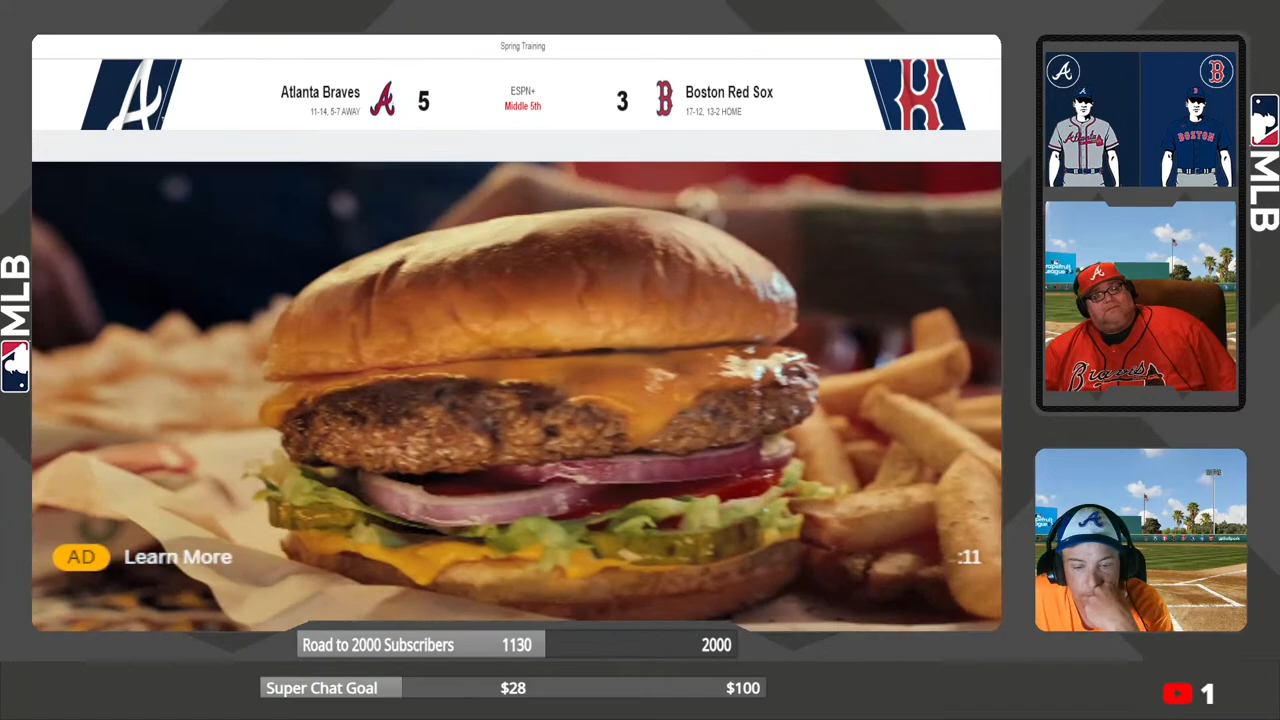 Spring Training
Atlanta Braves
11-14, 5-7 AWAY
5
ESPN+
Middle 5th
3
Boston Red Sox
17-12, 13-2 HOME
MLB
MLB
BOSTON
Braves
AD
Learn More
:11
Road to 2000 Subscribers
1130
2000
Super Chat Goal
$28
$100
1